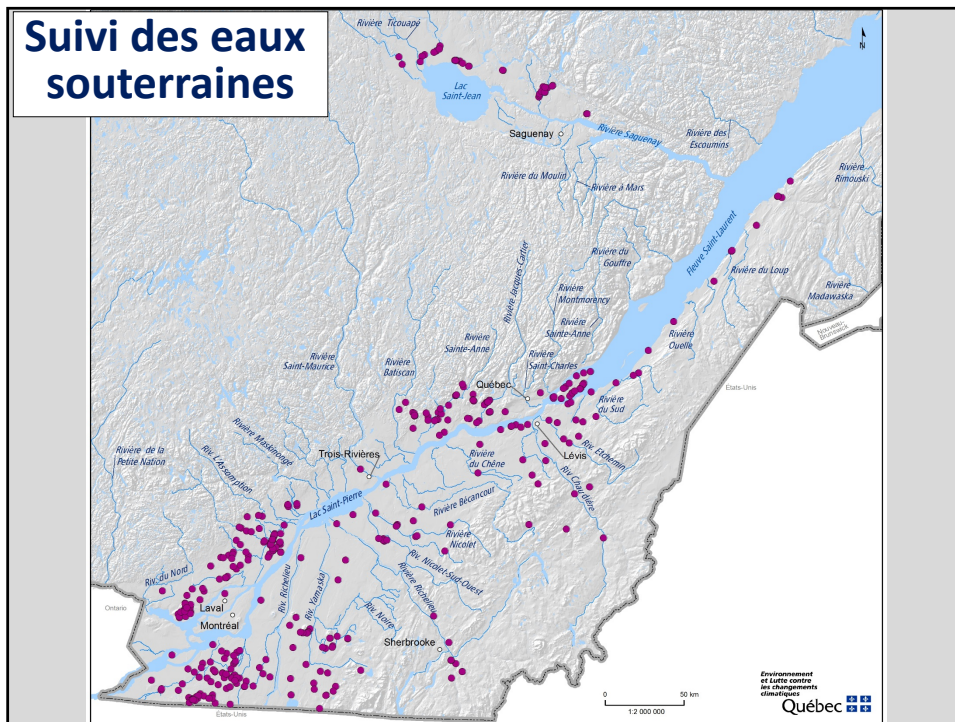 Suivi des eaux
souterraines
Rivière Ticouapé
N
Lac
Saint-Jean
Saguenay
Rivière Saguenay
Rivière des
Escoumins
Rivière
Rimouski
Rivière du Moulin
Rivière à Mars
Fleuve Saint-Laurent
Rivière du
Gouffre
Rivière Jacques-Cartier
Rivière du Loup
Rivière
Madawaska
Rivière
Montmorency
Nouveau-
Brunswick
Rivière
Sainte-Anne
Rivière
Sainte-Anne
Rivière
Ouelle
Rivière
Saint-Maurice
Rivière
Batiscan
Rivière
Saint-Charles
Québec
États-Unis
Rivière
du Sud
Rivière Maskinongé
Rivière de la
Petite Nation
Riv. L'Assomption
Trois-Rivières
Rivière
du Chêne
Lévis
Riv. Etchemin
Riv. Chaudière
Lac Saint-Pierre
Rivière Bécancour
Rivière
Nicolet
Riv. Nicolet-Sud-Ouest
Riv. du Nord
Riv. Richelieu
Riv. Yamaska
Rivière Richelieu
Riv. Noire
Ontario
Laval
Montréal
Sherbrooke
États-Unis
0 50 km
1:2 000 000
Environnement
et Lutte contre
les changements
climatiques
Québec